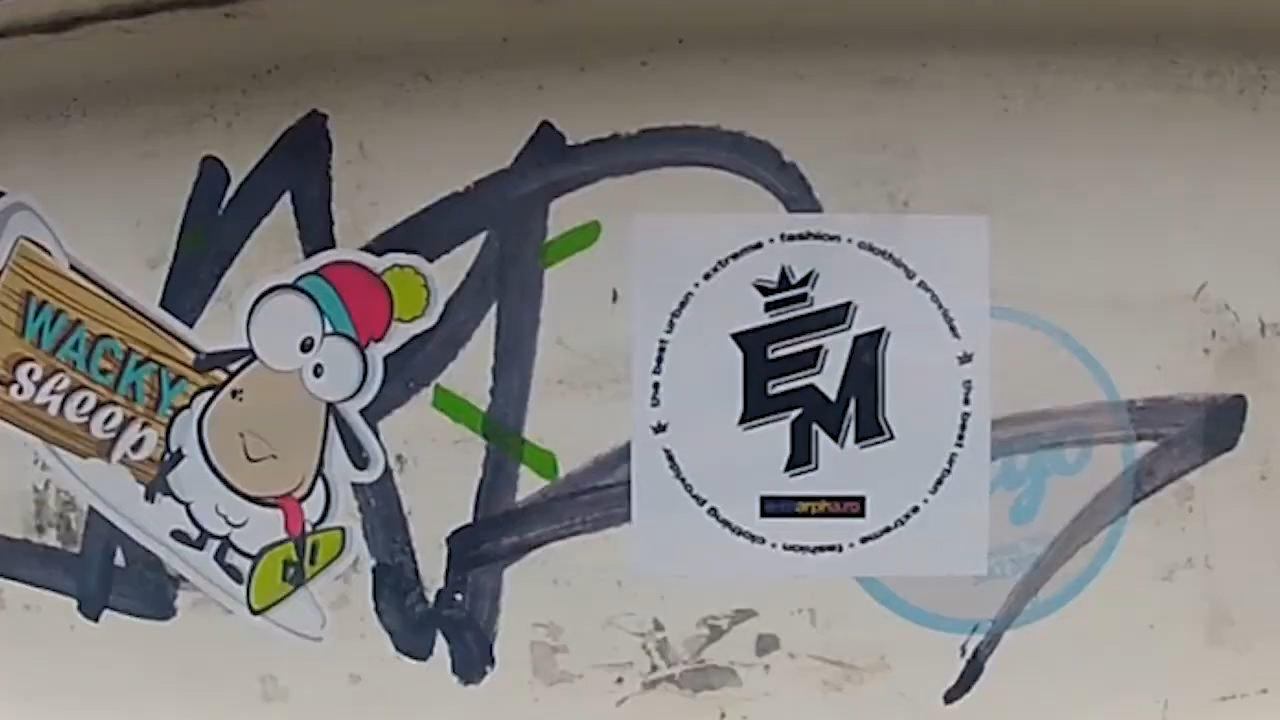 WACKY
sheep
the best urban • extreme • fashion • clothing provider
EM
the best urban • extreme • fashion • clothing provider